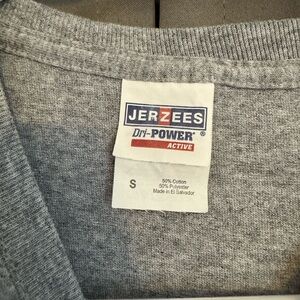 JERZEES
Dri-POWER®
ACTIVE
S
50% Cotton
50% Polyester
Made in El Salvador